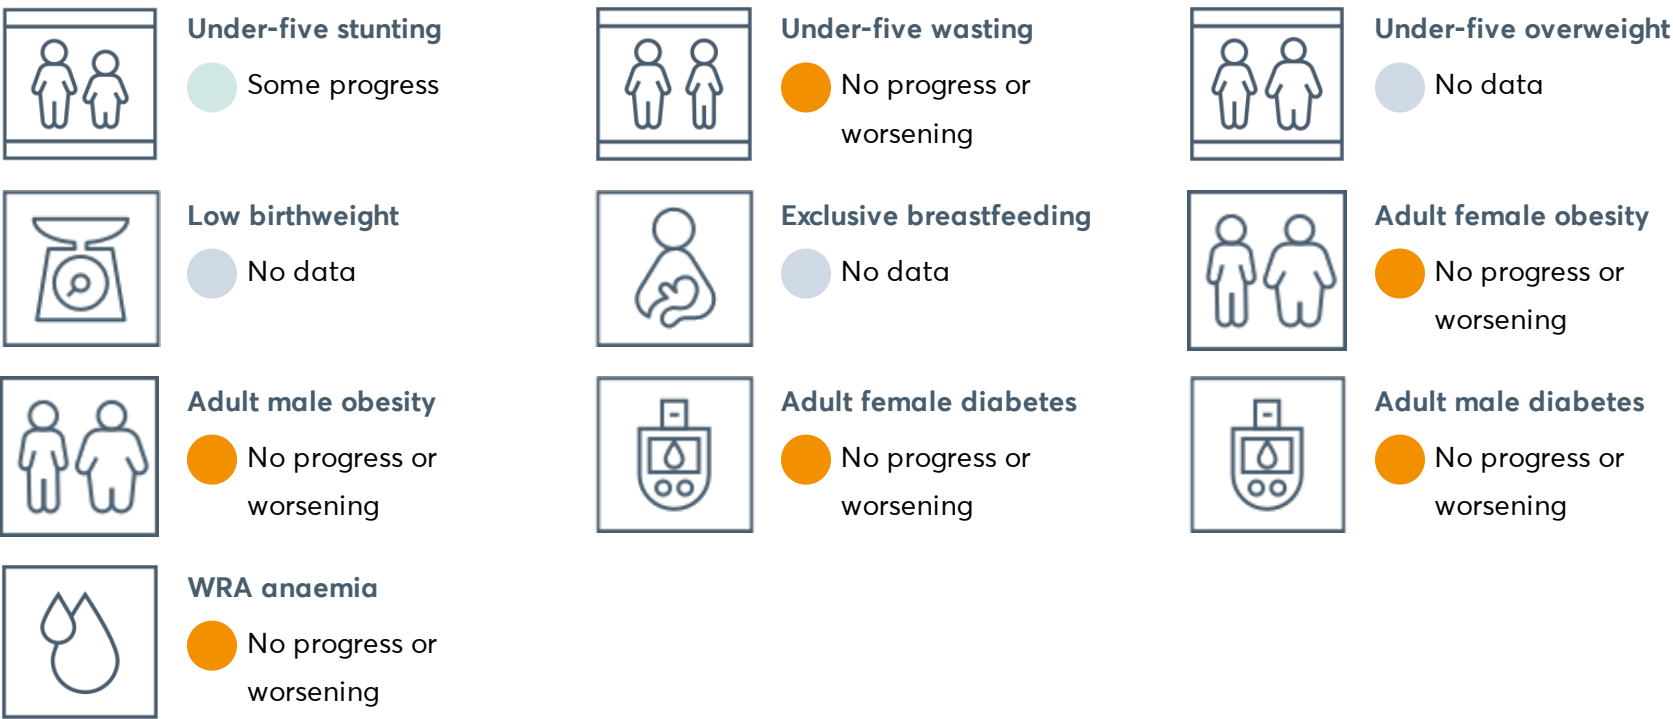 Under-five stunting
Some progress
Under-five wasting
No progress or
worsening
Under-five overweight
No data
Low birthweight
No data
Exclusive breastfeeding
No data
Adult female obesity
No progress or
worsening
Adult male obesity
No progress or
worsening
Adult female diabetes
No progress or
worsening
Adult male diabetes
No progress or
worsening
WRA anaemia
No progress or
worsening